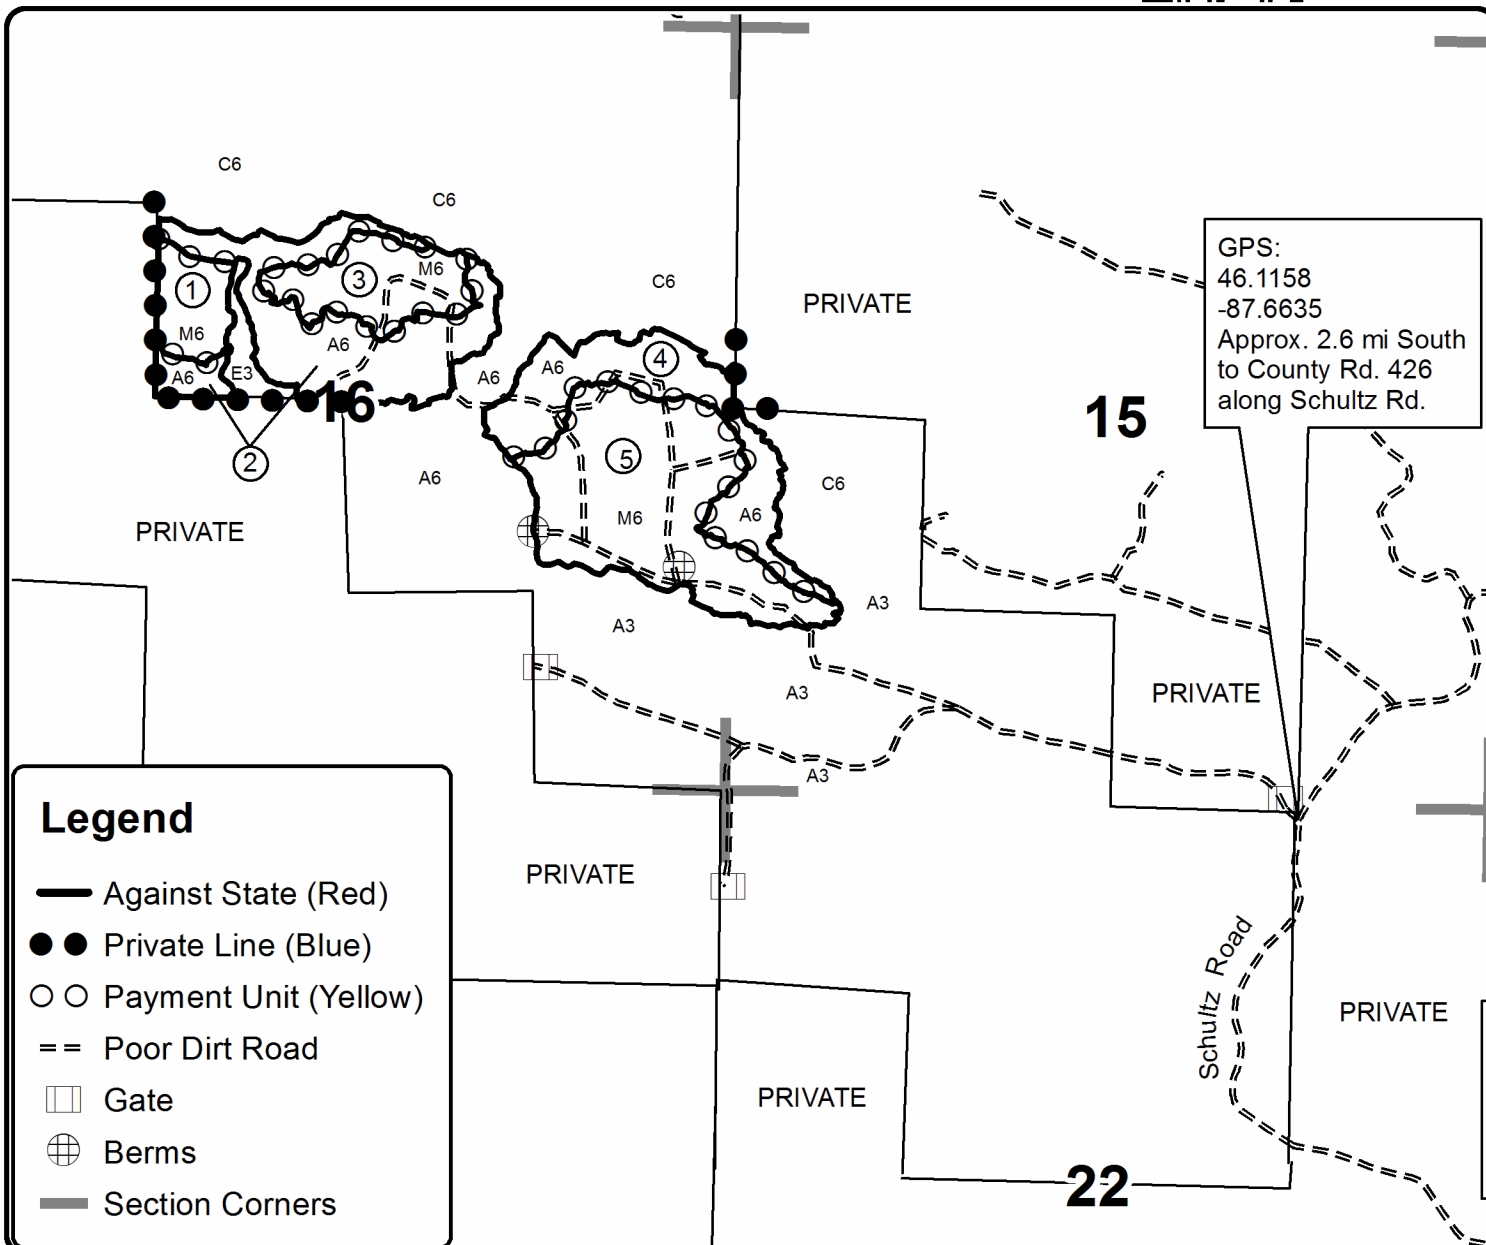 C6
C6
C6
PRIVATE
GPS:
46.1158
-87.6635
Approx. 2.6 mi South
to County Rd. 426
along Schultz Rd.
1
3
M6
M6
A6
4
A6
E3
A6
A6
16
15
2
5
A6
C6
M6
A6
PRIVATE
A3
A3
A3
PRIVATE
A3
Legend
Against State (Red)
Private Line (Blue)
Payment Unit (Yellow)
Poor Dirt Road
Gate
Berms
Section Corners
PRIVATE
Schultz Road
PRIVATE
PRIVATE
22